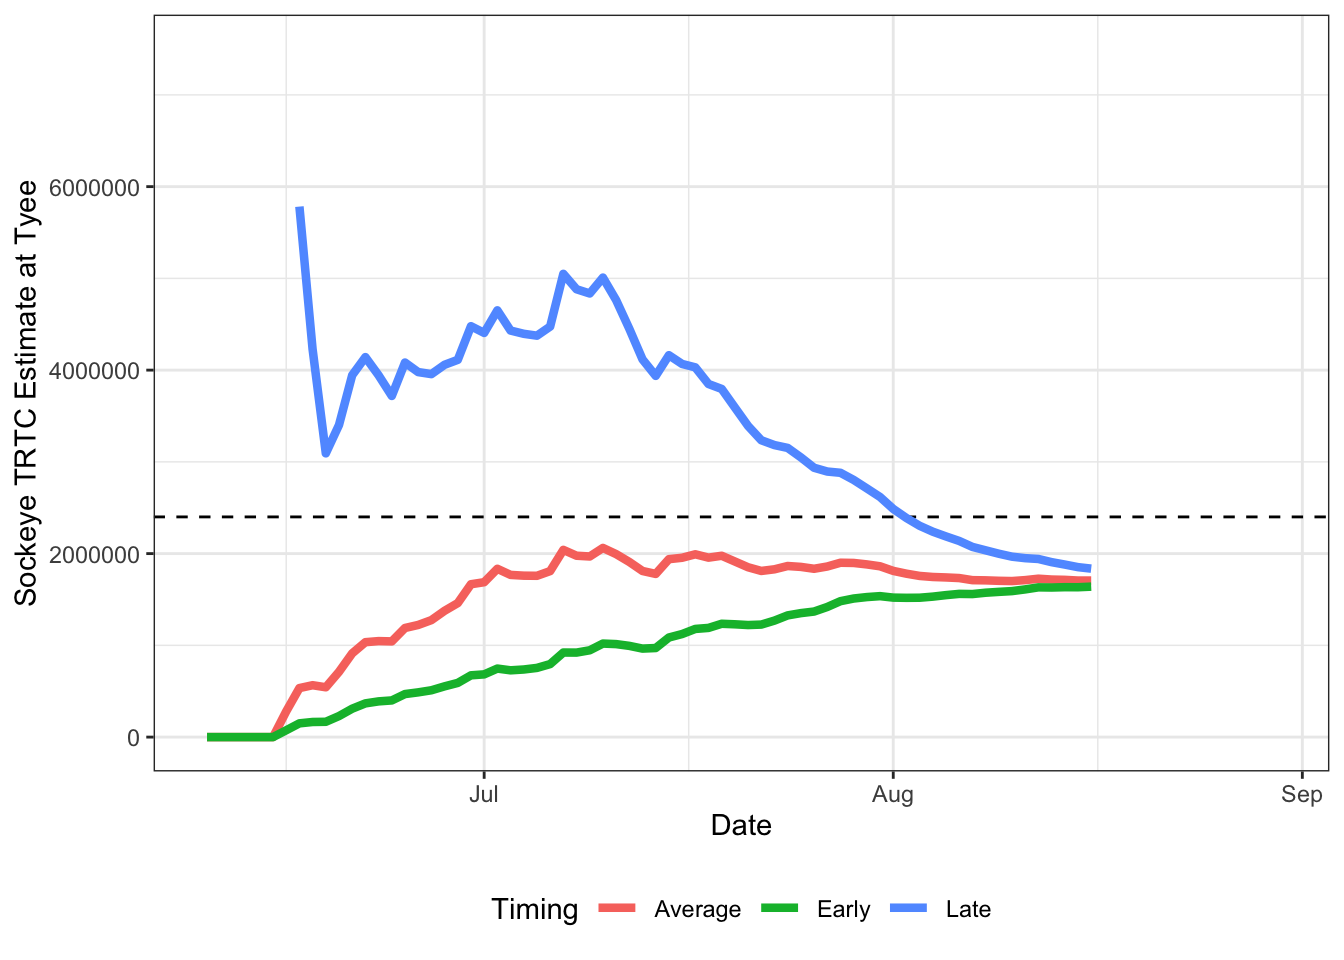 Sockeye TRTC Estimate at Tyee
6000000
4000000
2000000
0
Jul Aug Sep
Date
Timing Average Early Late